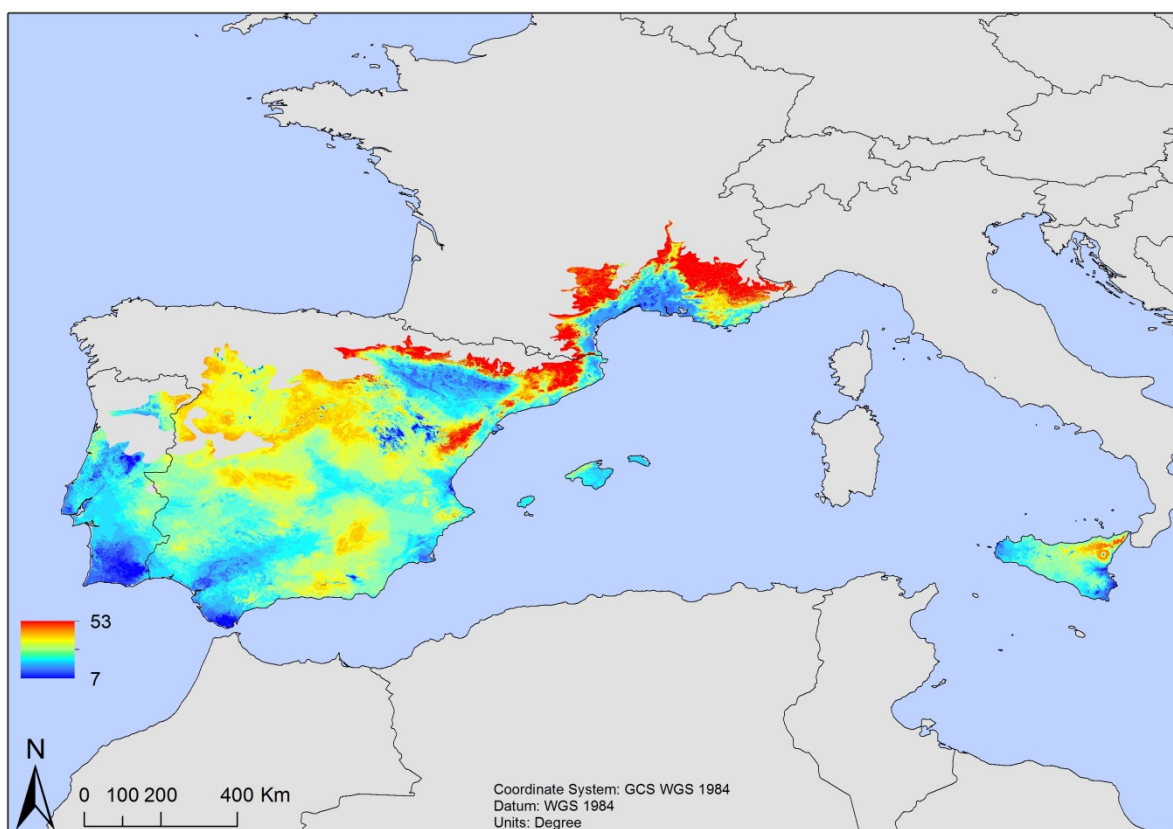 53
7
N
0 100 200 400 Km
Coordinate System: GCS WGS 1984
Datum: WGS 1984
Units: Degree